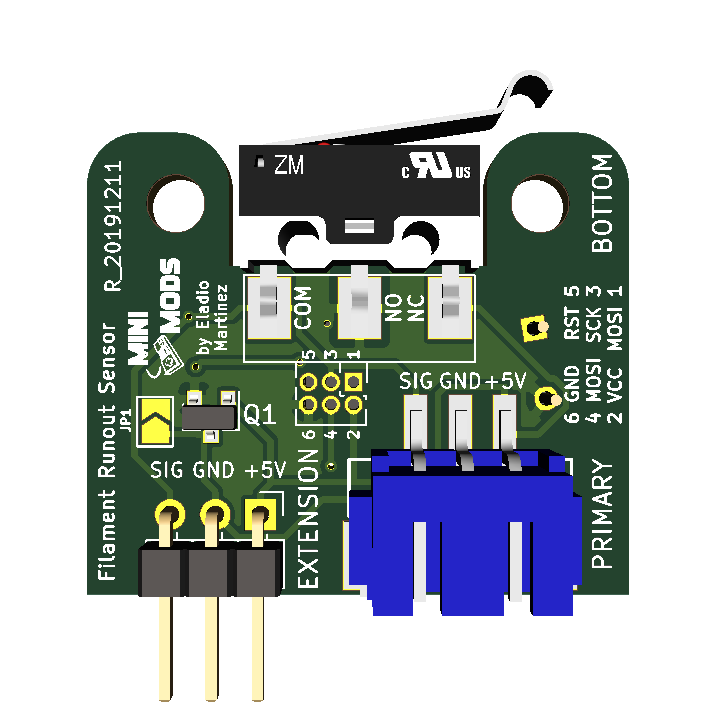 ZM
c RU US
R_20191211
Filament Runout Sensor
MINI
MODS
by Eladio
Martinez
COM
NO
NC
BOTTOM
RST 5
SCK 3
MOSI 1
6 GND
4 MOSI
2 VCC
5 3 1
6 4 2
SIG GND +5V
JP1
Q1
SIG GND +5V
EXTENSION
PRIMARY